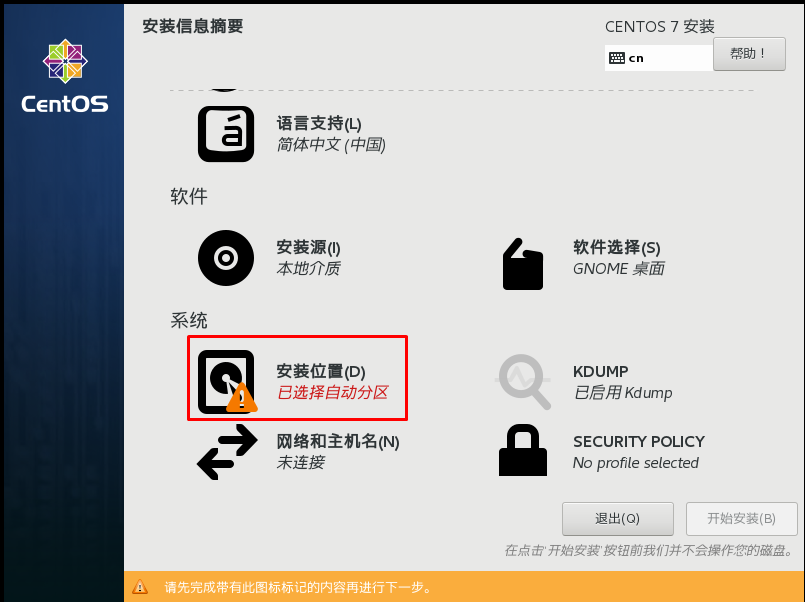 安装信息摘要
CENTOS 7 安装
cn
帮助！
CentOS
á
语言支持(L)
简体中文 (中国)
软件
安装源(I)
本地介质
软件选择(S)
GNOME 桌面
系统
安装位置(D)
已选择自动分区
KDUMP
已启用 Kdump
网络和主机名(N)
未连接
SECURITY POLICY
No profile selected
退出(Q)
开始安装(B)
在点击'开始安装'按钮前我们并不会操作您的磁盘。
请先完成带有此图标标记的内容再进行下一步。